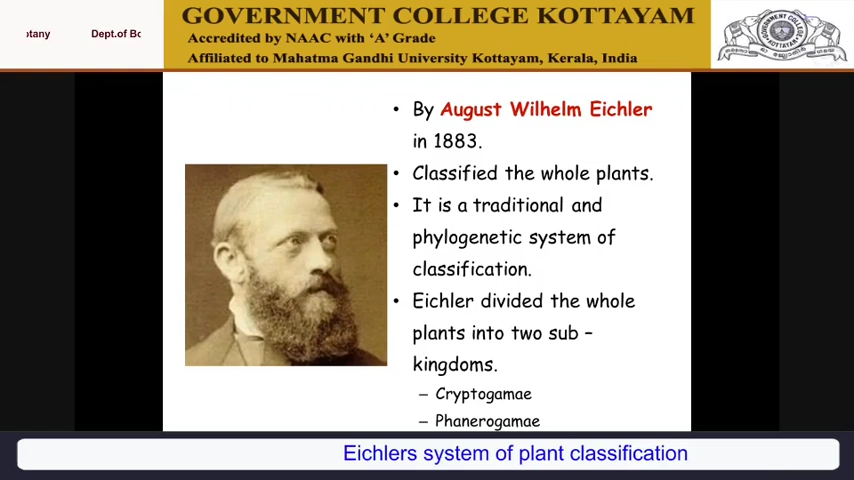 GOVERNMENT COLLEGE KOTTAYAM
Accredited by NAAC with ‘A’ Grade
Affiliated to Mahatma Gandhi University Kottayam, Kerala, India
Dept.of
• By August Wilhelm Eichler
in 1883.
• Classified the whole plants.
• It is a traditional and
phylogenetic system of
classification.
• Eichler divided the whole
plants into two sub –
kingdoms.
– Cryptogamae
– Phanerogamae
Eichlers system of plant classification